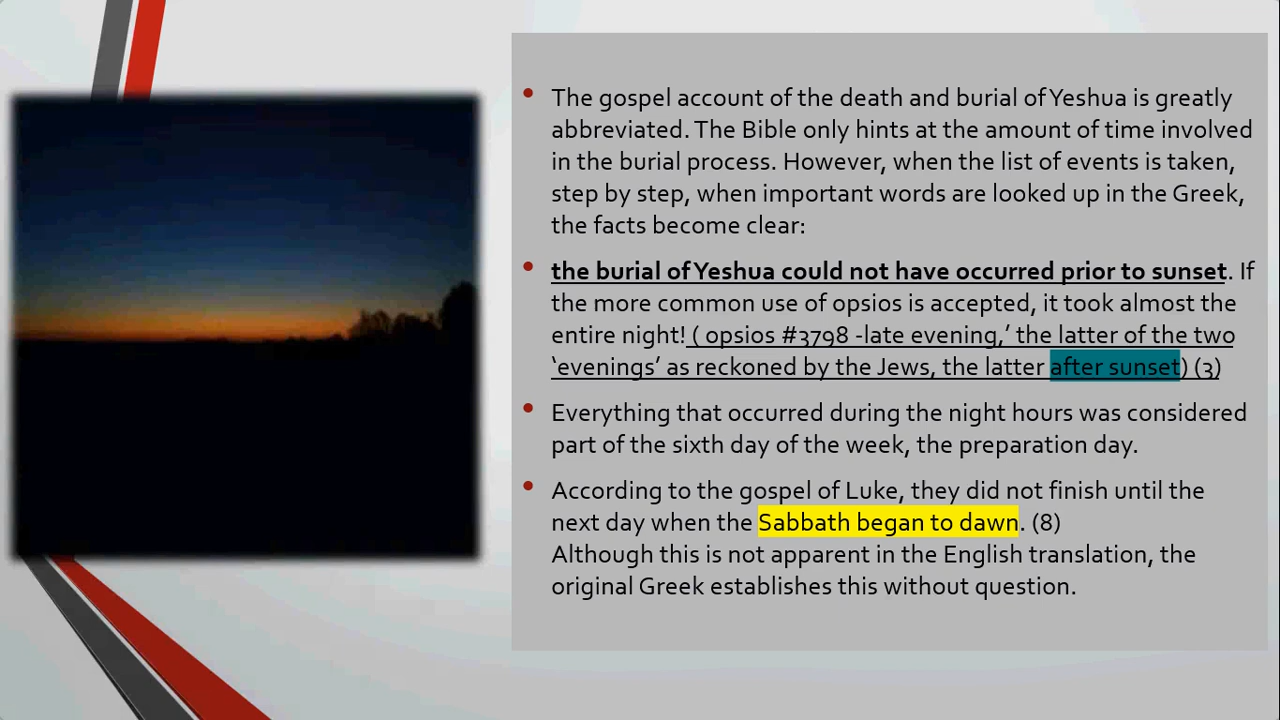 The gospel account of the death and burial of Yeshua is greatly
abbreviated. The Bible only hints at the amount of time involved
in the burial process. However, when the list of events is taken,
step by step, when important words are looked up in the Greek,
the facts become clear:
the burial of Yeshua could not have occurred prior to sunset. If
the more common use of opsios is accepted, it took almost the
entire night! ( opsios #3798 -late evening,’ the latter of the two
‘evenings’ as reckoned by the Jews, the latter after sunset) (3)
Everything that occurred during the night hours was considered
part of the sixth day of the week, the preparation day.
According to the gospel of Luke, they did not finish until the
next day when the Sabbath began to dawn. (8)
Although this is not apparent in the English translation, the
original Greek establishes this without question.